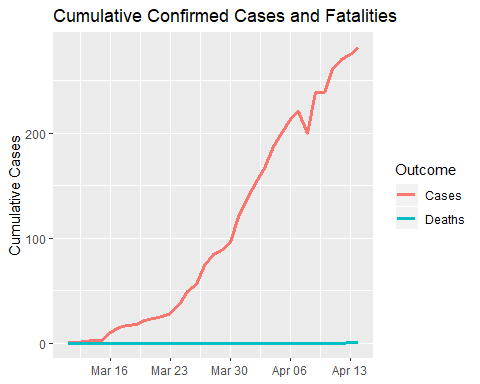 Cumulative Confirmed Cases and Fatalities
Cumulative Cases
200
100
0
Mar 16
Mar 23
Mar 30
Apr 06
Apr 13
Outcome
Cases
Deaths